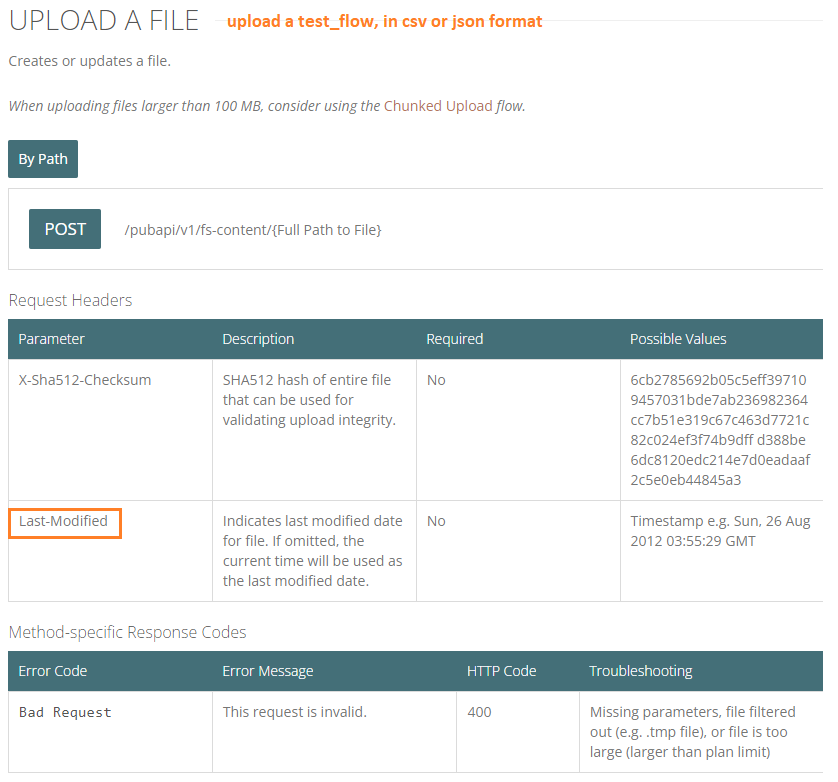 UPLOAD A FILE
upload a test_flow, in csv or json format
Creates or updates a file.
When uploading files larger than 100 MB, consider using the Chunked Upload flow.
By Path
POST
/pubapi/v1/fs-content/{Full Path to File}
Request Headers
Parameter
Description
Required
Possible Values
X-Sha512-Checksum
SHA512 hash of entire file
that can be used for
validating upload integrity.
No
6cb2785692b05c5eff39710
9457031bde7ab236982364
cc7b51e319c67c463d7721c
82c024ef3f74b9dff d388be
6dc8120edc214e7d0eadaaf
2c5e0eb44845a3
Last-Modified
Indicates last modified date
for file. If omitted, the
current time will be used as
the last modified date.
No
Timestamp e.g. Sun, 26 Aug
2012 03:55:29 GMT
Method-specific Response Codes
Error Code
Error Message
HTTP Code
Troubleshooting
Bad Request
This request is invalid.
400
Missing parameters, file filtered
out (e.g. .tmp file), or file is too
large (larger than plan limit)